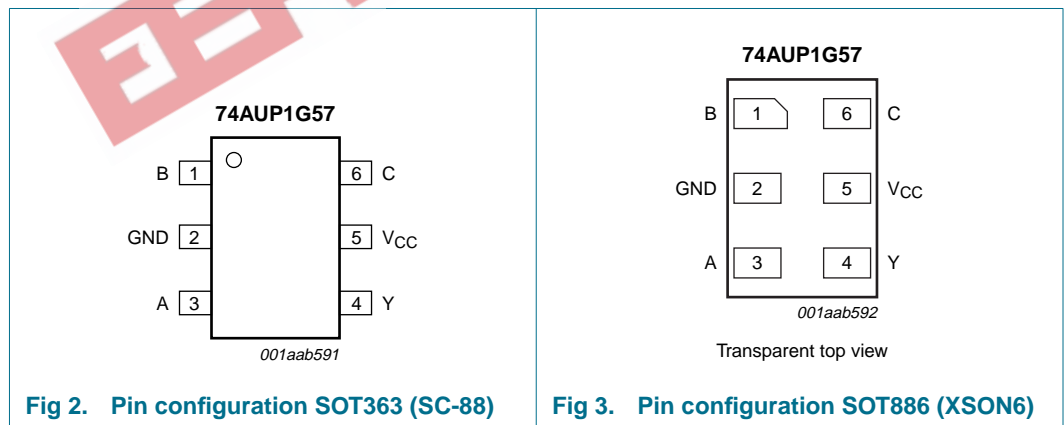 74AUP1G57
B 1 6 C
GND 2 5 VCC
A 3 4 Y
001aab591
Fig 2. Pin configuration SOT363 (SC-88)
74AUP1G57
B 1 6 C
GND 2 5 VCC
A 3 4 Y
001aab592
Transparent top view
Fig 3. Pin configuration SOT886 (XSON6)